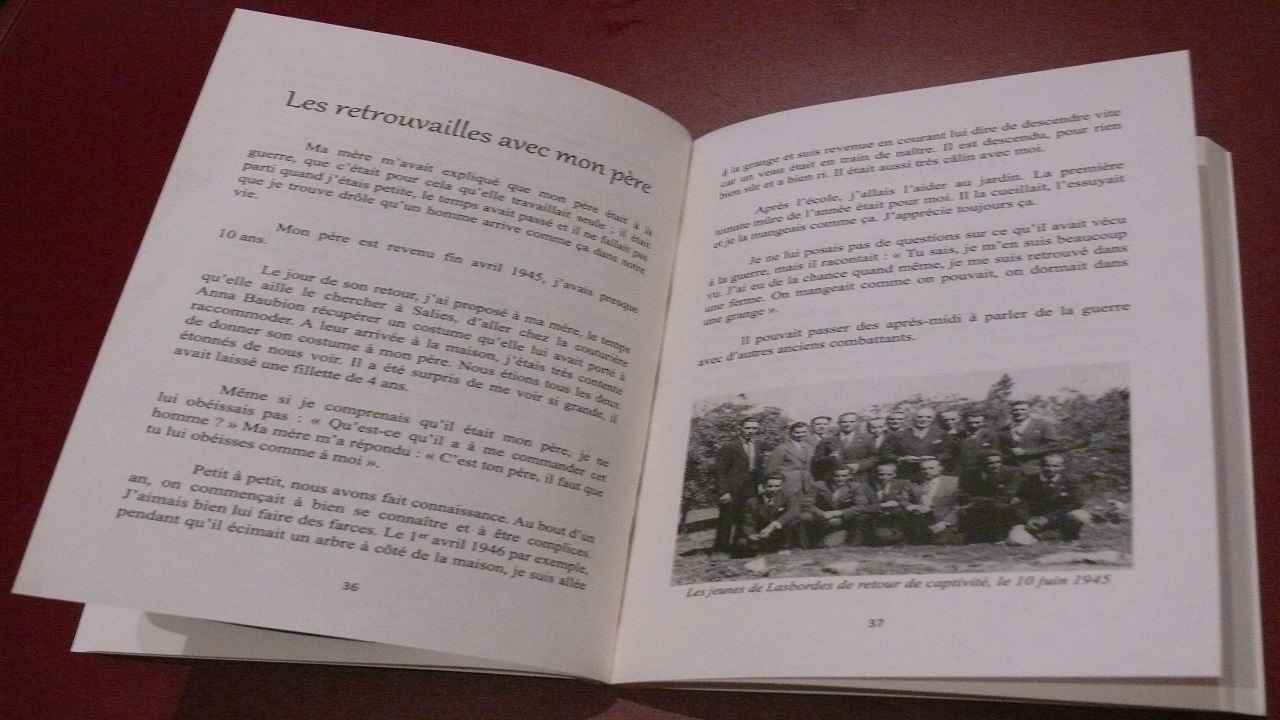 Les retrouvailles avec mon père
Ma mère m'avait expliqué que mon père était à la
guerre, que c'était pour cela qu'elle travaillait seule ; il était
parti quand j'étais petite, le temps avait passé et il ne fallait pas
que je trouve drôle qu'un homme arrive comme ça dans notre
vie.
Mon père est revenu fin avril 1945, j'avais presque
10 ans.
Le jour de son retour, j'ai proposé à ma mère, le temps
qu'elle aille le chercher à Salies, d'aller chez la couturière
Anna Baubion récupérer un costume qu'elle lui avait porté à
raccommoder. A leur arrivée à la maison, j'étais très contente
de donner son costume à mon père. Nous étions tous les deux
étonnés de nous voir. Il a été surpris de me voir si grande, il
avait laissé une fillette de 4 ans.
Même si je comprenais qu'il était mon père, je ne
lui obéissais pas : « Qu'est-ce qu'il a à me commander cet
homme ? » Ma mère m'a répondu : « C'est ton père, il faut que
tu lui obéisses comme à moi ».
Petit à petit, nous avons fait connaissance. Au bout d'un
an, on commençait à bien se connaître et à être complices.
J'aimais bien lui faire des farces. Le 1er avril 1946 par exemple,
pendant qu'il écimait un arbre à côté de la maison, je suis allée
36
à la grange et suis revenue en courant lui dire de descendre vite
car un veau était en train de naître. Il est descendu, pour rien
bien sûr et a bien ri. Il était aussi très câlin avec moi.
Après l'école, j'allais l'aider au jardin. La première
tomate mûre de l'année était pour moi. Il la cueillait, l'essuyait
et je la mangeais comme ça. J'apprécie toujours ça.
Je ne lui posais pas de questions sur ce qu'il avait vécu
à la guerre, mais il racontait : « Tu sais, je m'en suis beaucoup
vu. J'ai eu de la chance quand même, je me suis retrouvé dans
une ferme. On mangeait comme on pouvait, on dormait dans
une grange ».
Il pouvait passer des après-midi à parler de la guerre
avec d'autres anciens combattants.
Les jeunes de Lasbordes de retour de captivité, le 10 juin 1945
37